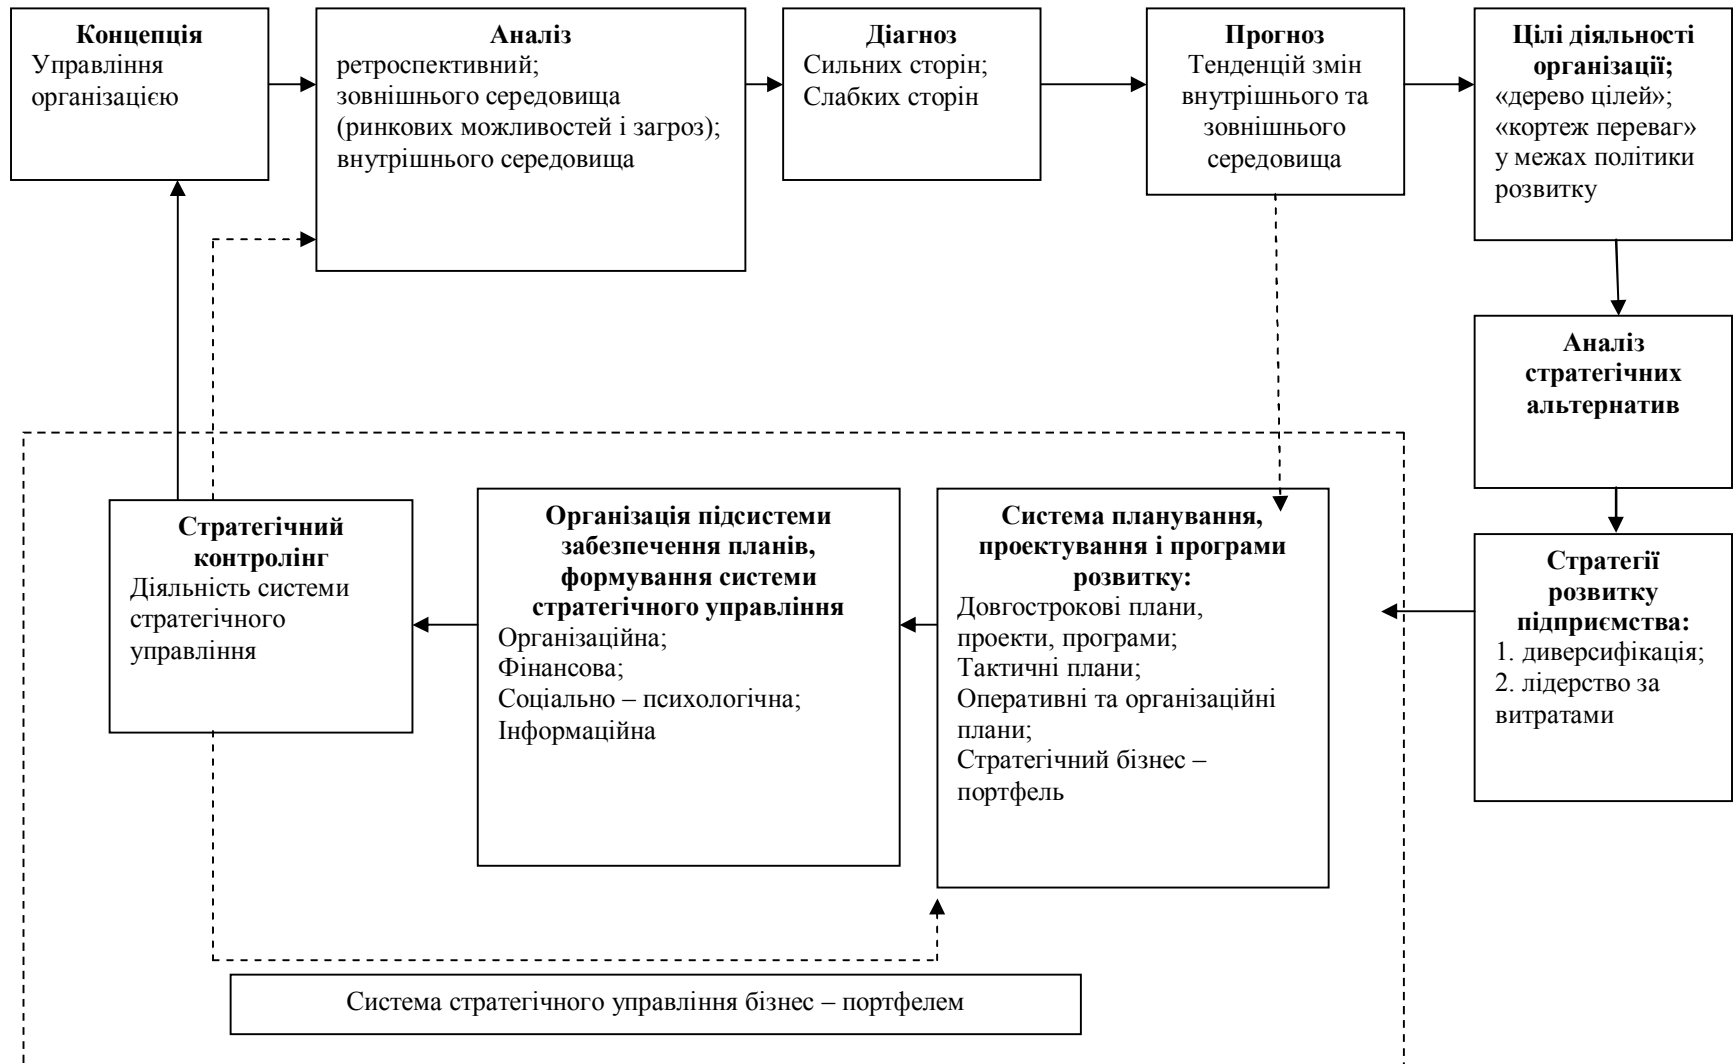 Концепція
Управління
організацією
Аналіз
ретроспективний;
зовнішнього середовища
(ринкових можливостей і загроз);
внутрішнього середовища
Діагноз
Сильних сторін;
Слабких сторін
Прогноз
Тенденцій змін
внутрішнього та
зовнішнього
середовища
Цілі діяльності
організації;
«дерево цілей»;
«кортеж переваг»
у межах політики
розвитку
Аналіз
стратегічних
альтернатив
Стратегії
розвитку
підприємства:
1. диверсифікація;
2. лідерство за
витратами
Система планування,
проектування і програми
розвитку:
Довгострокові плани,
проекти, програми;
Тактичні плани;
Оперативні та організаційні
плани;
Стратегічний бізнес –
портфель
Організація підсистеми
забезпечення планів,
формування системи
стратегічного управління
Організаційна;
Фінансова;
Соціально – психологічна;
Інформаційна
Стратегічний
контролінг
Діяльність системи
стратегічного
управління
Система стратегічного управління бізнес – портфелем